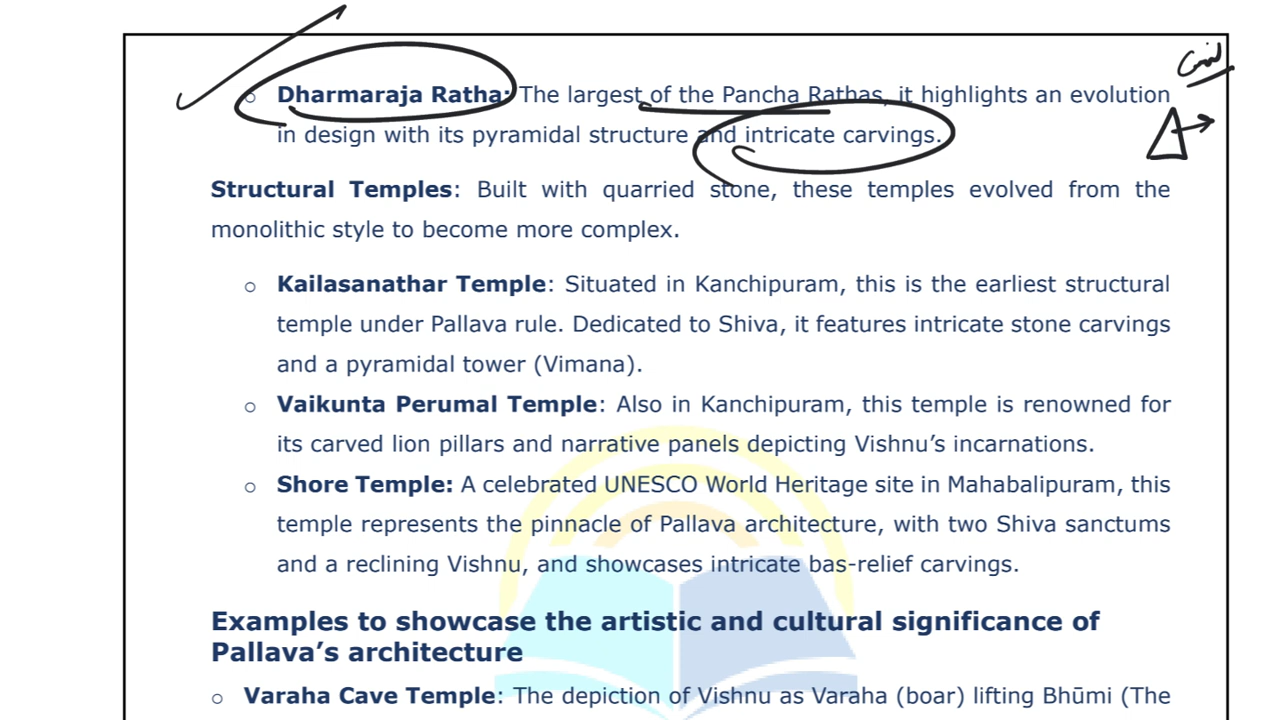 ○ Dharmaraja Ratha: The largest of the Pancha Rathas, it highlights an evolution
in design with its pyramidal structure and intricate carvings.
Structural Temples: Built with quarried stone, these temples evolved from the
monolithic style to become more complex.
○ Kailasanathar Temple: Situated in Kanchipuram, this is the earliest structural
temple under Pallava rule. Dedicated to Shiva, it features intricate stone carvings
and a pyramidal tower (Vimana).
○ Vaikunta Perumal Temple: Also in Kanchipuram, this temple is renowned for
its carved lion pillars and narrative panels depicting Vishnu’s incarnations.
○ Shore Temple: A celebrated UNESCO World Heritage site in Mahabalipuram, this
temple represents the pinnacle of Pallava architecture, with two Shiva sanctums
and a reclining Vishnu, and showcases intricate bas-relief carvings.
Examples to showcase the artistic and cultural significance of
Pallava’s architecture
○ Varaha Cave Temple: The depiction of Vishnu as Varaha (boar) lifting Bhūmi (The